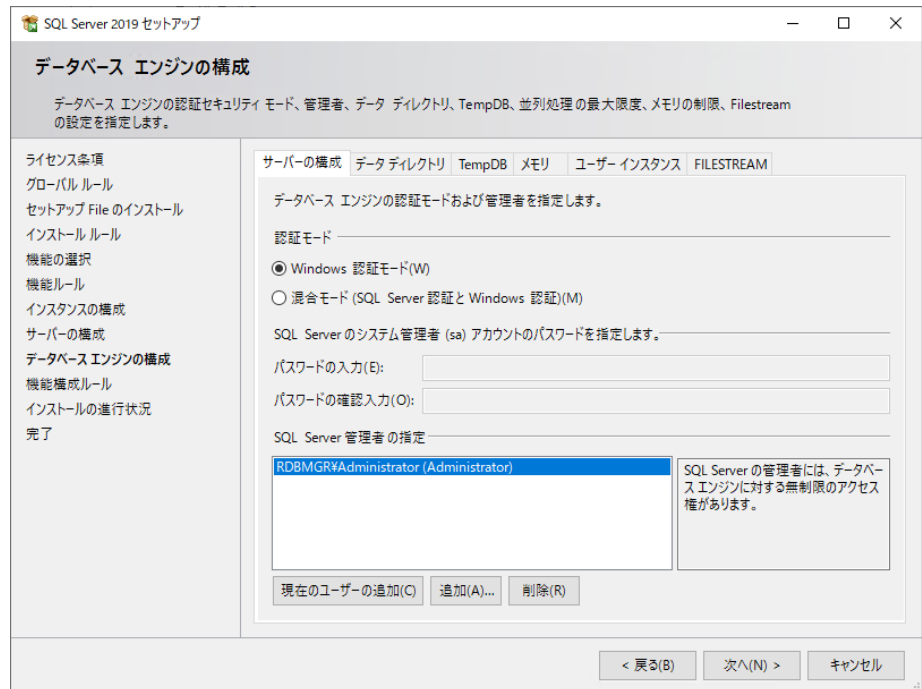 SQL Server 2019 セットアップ
データベース エンジンの構成
データベース エンジンの認証セキュリティ モード、管理者、データ ディレクトリ、TempDB、並列処理の最大限度、メモリの制限、Filestream
の設定を指定します。
ライセンス条項
グローバル ルール
セットアップ File のインストール
インストール ルール
機能の選択
機能ルール
インスタンスの構成
サーバーの構成
データベース エンジンの構成
機能構成ルール
インストールの進行状況
完了
サーバーの構成 データ ディレクトリ TempDB メモリ ユーザー インスタンス FILESTREAM
データベース エンジンの認証モードおよび管理者を指定します。
認証モード
Windows 認証モード(W)
混合モード (SQL Server 認証と Windows 認証)(M)
SQL Server のシステム管理者 (sa) アカウントのパスワードを指定します。
パスワードの入力(E):
パスワードの確認入力(O):
SQL Server 管理者の指定
RDBMGR¥Administrator (Administrator)
SQL Server の管理者には、データベー
ス エンジンに対する無制限のアクセス
権があります。
現在のユーザーの追加(C) 追加(A)... 削除(R)
< 戻る(B) 次へ(N) > キャンセル